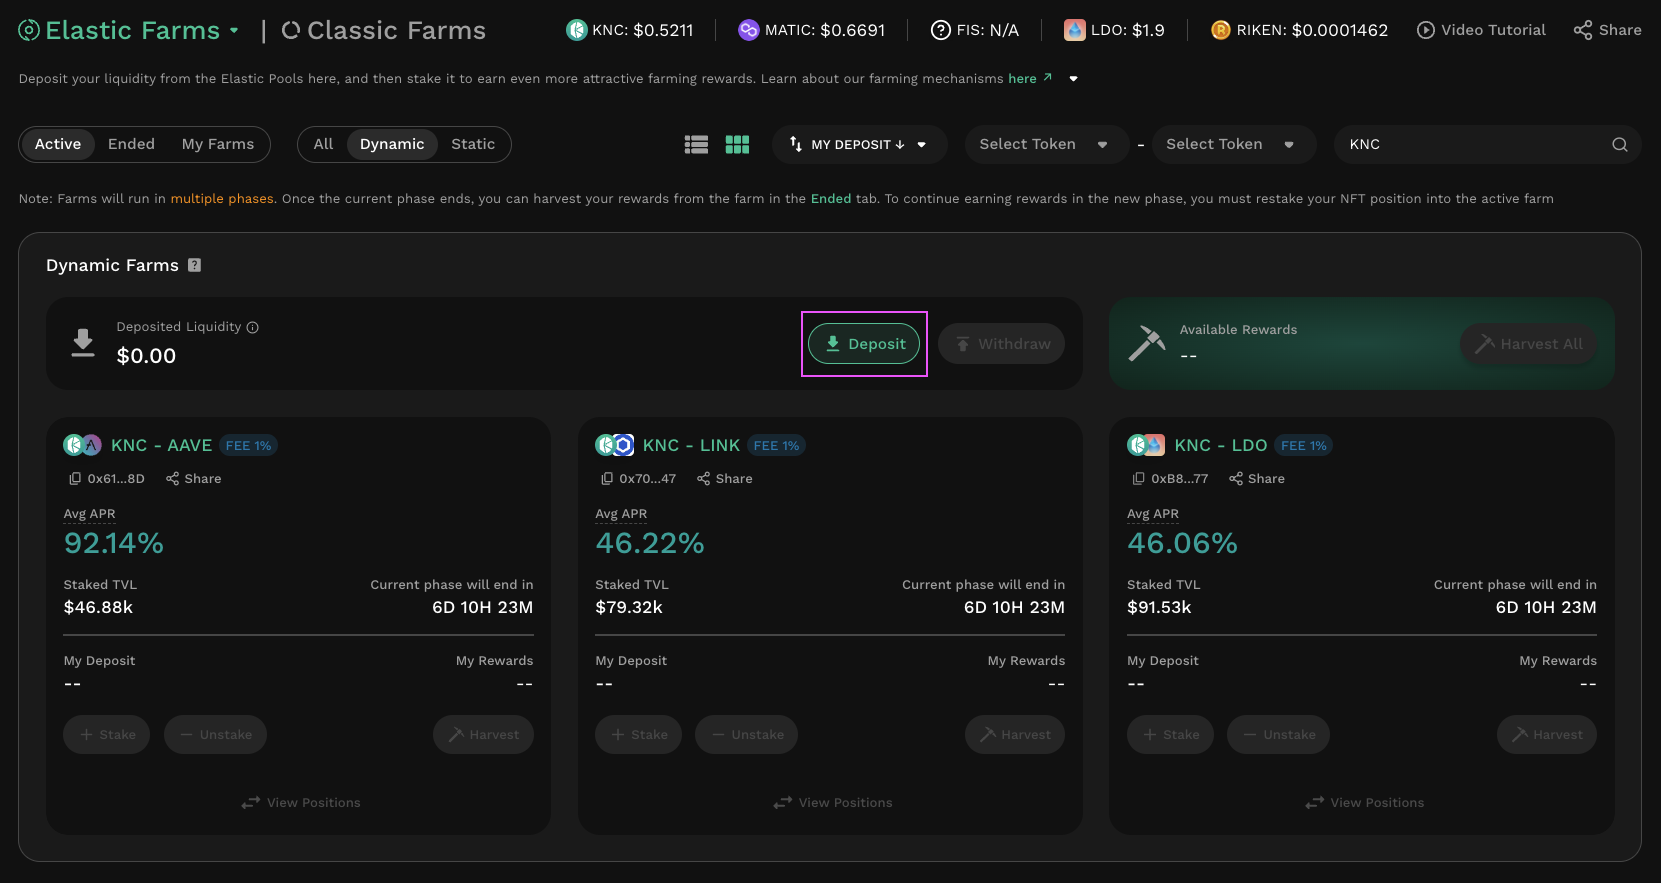 Elastic Farms | Classic Farms KNC: $0.5211 MATIC: $0.6691 FIS: N/A LDO: $1.9 RIKEN: $0.0001462 Video Tutorial Share
Deposit your liquidity from the Elastic Pools here, and then stake it to earn even more attractive farming rewards. Learn about our farming mechanisms here ↗
Active Ended My Farms All Dynamic Static MY DEPOSIT ↓ Select Token - Select Token KNC
Note: Farms will run in multiple phases. Once the current phase ends, you can harvest your rewards from the farm in the Ended tab. To continue earning rewards in the new phase, you must restake your NFT position into the active farm
Dynamic Farms ?
Deposited Liquidity
$0.00
Deposit Withdraw
Available Rewards
--
Harvest All
KNC - AAVE FEE 1%
0x61...8D Share
Avg APR
92.14%
Staked TVL Current phase will end in
$46.88k 6D 10H 23M
My Deposit My Rewards
-- --
+ Stake — Unstake Harvest
View Positions
KNC - LINK FEE 1%
0x70...47 Share
Avg APR
46.22%
Staked TVL Current phase will end in
$79.32k 6D 10H 23M
My Deposit My Rewards
-- --
+ Stake — Unstake Harvest
View Positions
KNC - LDO FEE 1%
0xB8...77 Share
Avg APR
46.06%
Staked TVL Current phase will end in
$91.53k 6D 10H 23M
My Deposit My Rewards
-- --
+ Stake — Unstake Harvest
View Positions